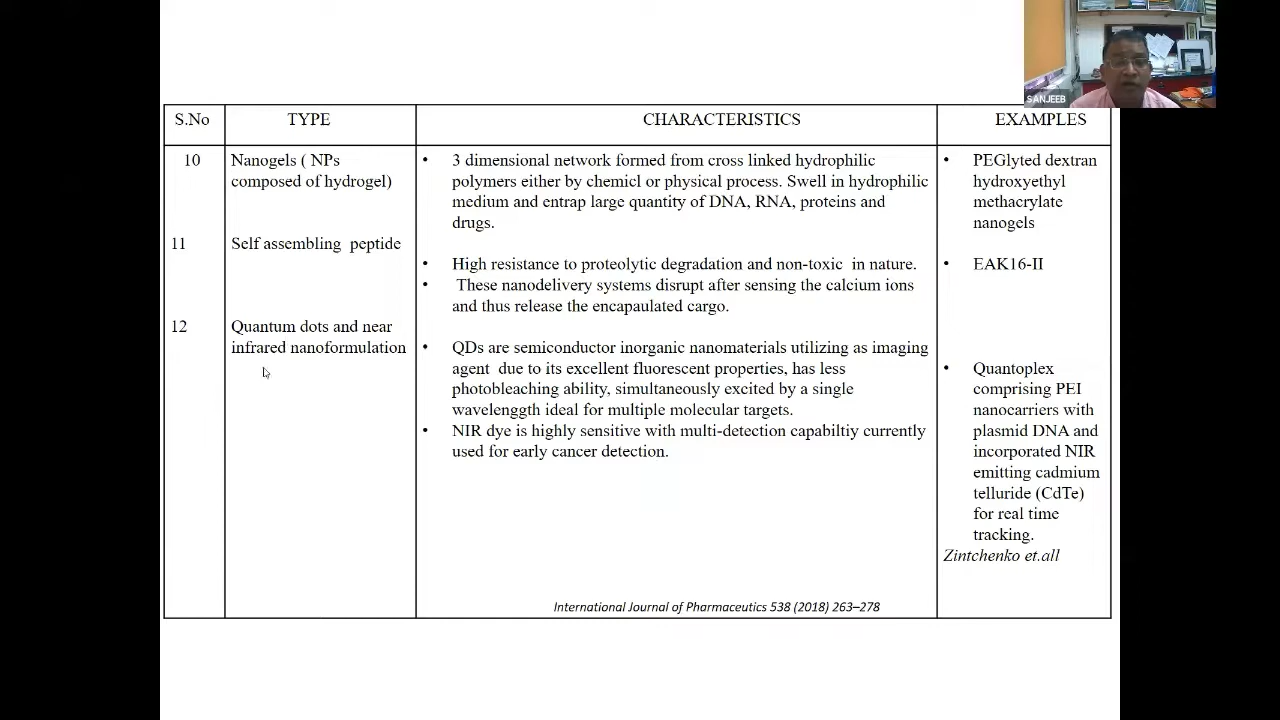 SANJEEB
S.No
TYPE
CHARACTERISTICS
EXAMPLES
10
Nanogels ( NPs
composed of hydrogel)
• 3 dimensional network formed from cross linked hydrophilic
polymers either by chemicl or physical process. Swell in hydrophilic
medium and entrap large quantity of DNA, RNA, proteins and
drugs.
• PEGlyted dextran
hydroxyethyl
methacrylate
nanogels
11
Self assembling peptide
• High resistance to proteolytic degradation and non-toxic in nature.
• These nanodelivery systems disrupt after sensing the calcium ions
and thus release the encapaulated cargo.
• EAK16-II
12
Quantum dots and near
infrared nanoformulation
• QDs are semiconductor inorganic nanomaterials utilizing as imaging
agent due to its excellent fluorescent properties, has less
photobleaching ability, simultaneously excited by a single
wavelenggth ideal for multiple molecular targets.
• NIR dye is highly sensitive with multi-detection capabiltiy currently
used for early cancer detection.
• Quantoplex
comprising PEI
nanocarriers with
plasmid DNA and
incorporated NIR
emitting cadmium
telluride (CdTe)
for real time
tracking.
Zintchenko et.all
International Journal of Pharmaceutics 538 (2018) 263–278